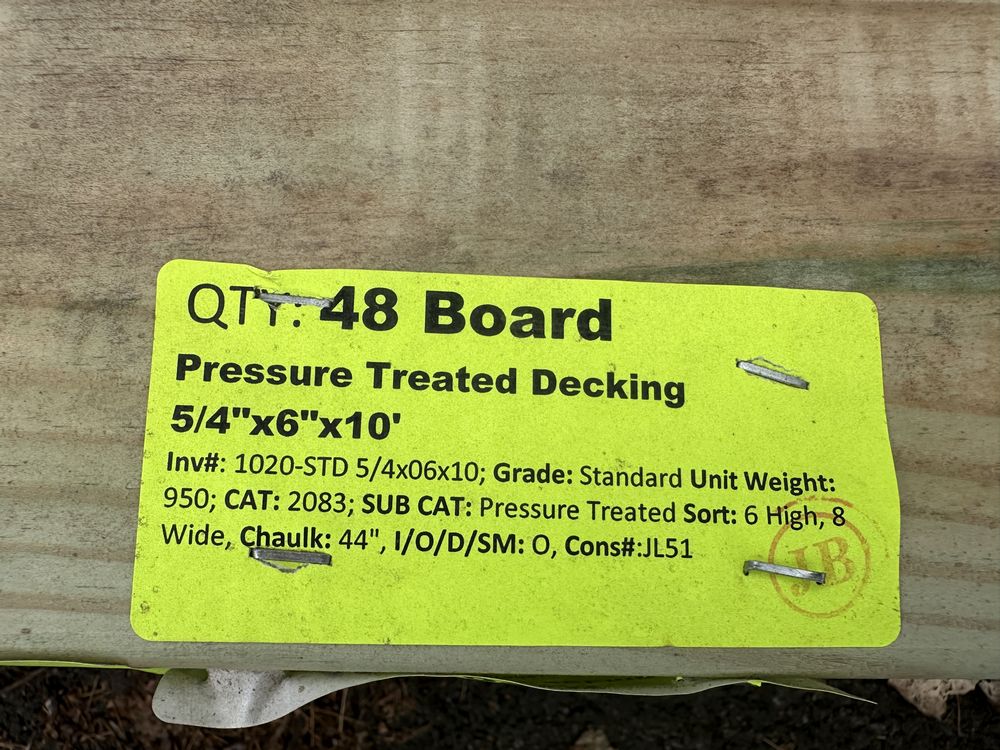 QTY: 48 Board
Pressure Treated Decking
5/4"x6"x10'
Inv#: 1020-STD 5/4x06x10; Grade: Standard Unit Weight:
950; CAT: 2083; SUB CAT: Pressure Treated Sort: 6 High, 8
Wide, Chaulk: 44", I/O/D/SM: O, Cons#:JL51
JB